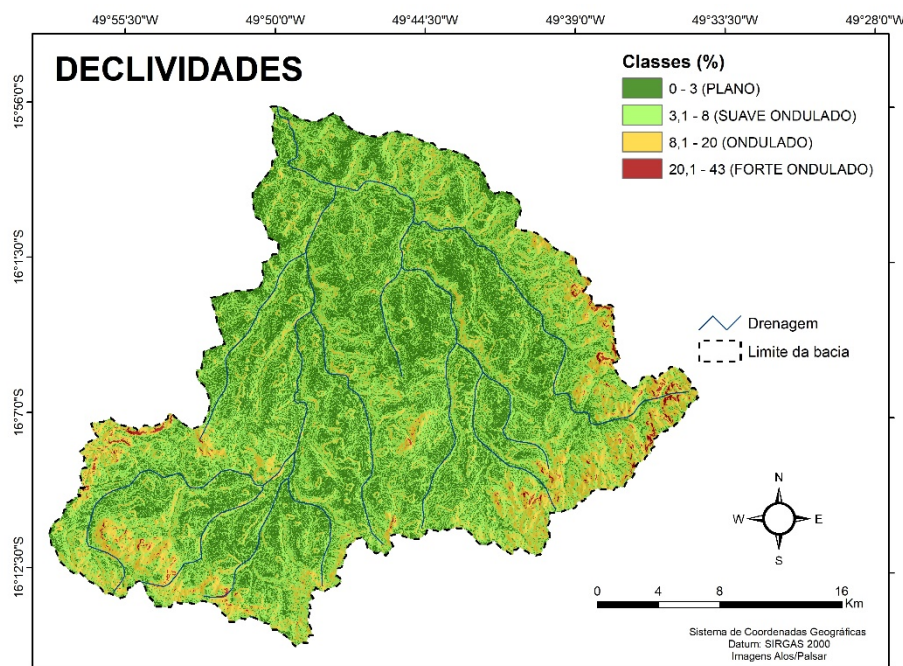 49°55'30"W 49°50'0"W 49°44'30"W 49°39'0"W 49°33'30"W 49°28'0"W
DECLIVIDADES
Classes (%)
0 - 3 (PLANO)
3,1 - 8 (SUAVE ONDULADO)
8,1 - 20 (ONDULADO)
20,1 - 43 (FORTE ONDULADO)
15°56'0"S
16°1'30"S
16°7'0"S
16°12'30"S
Drenagem
Limite da bacia
N
W E
S
0 4 8 16
Km
Sistema de Coordenadas Geográficas
Datum: SIRGAS 2000
Imagens Alos/Palsar